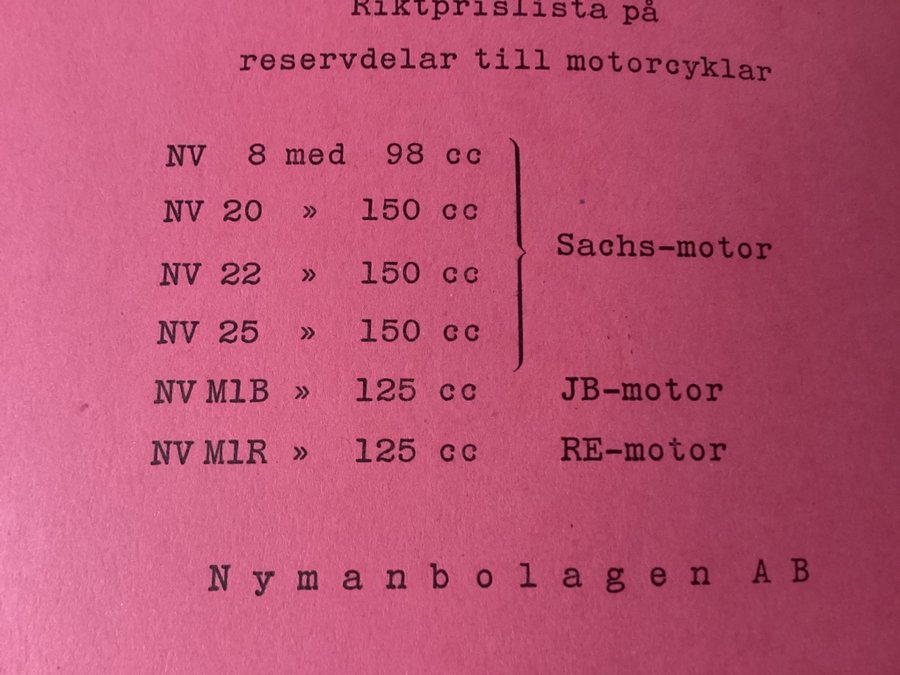 Riktprislista på
reservdelar till motorcyklar
NV 8 med 98 cc
NV 20 » 150 cc
NV 22 » 150 cc
NV 25 » 150 cc
Sachs-motor
NV M1B » 125 cc JB-motor
NV M1R » 125 cc RE-motor
Nymanbolagen AB